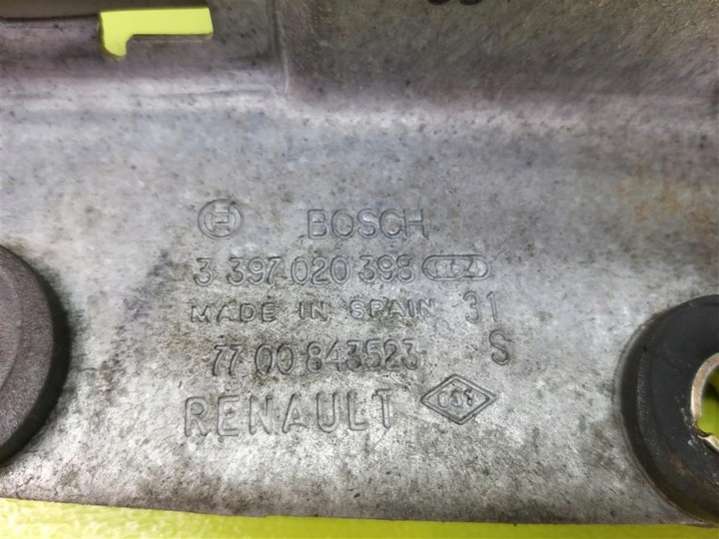 BOSCH
3 397 020 398
MADE IN SPAIN 31
77 00 843523 S
RENAULT